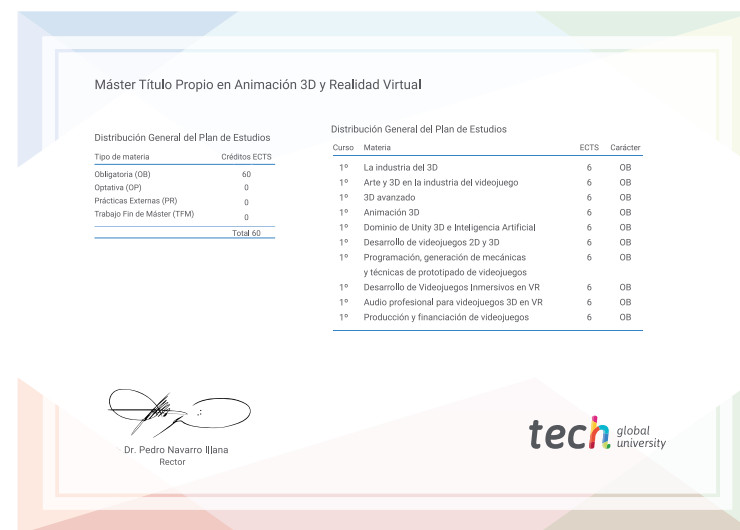 Máster Título Propio en Animación 3D y Realidad Virtual
Distribución General del Plan de Estudios
Tipo de materia Créditos ECTS
Obligatoria (OB) 60
Optativa (OP) 0
Prácticas Externas (PR) 0
Trabajo Fin de Máster (TFM) 0
Total 60
Distribución General del Plan de Estudios
Curso Materia ECTS Carácter
1º La industria del 3D 6 OB
1º Arte y 3D en la industria del videojuego 6 OB
1º 3D avanzado 6 OB
1º Animación 3D 6 OB
1º Dominio de Unity 3D e Inteligencia Artificial 6 OB
1º Desarrollo de videojuegos 2D y 3D 6 OB
1º Programación, generación de mecánicas 6 OB
y técnicas de prototipado de videojuegos
1º Desarrollo de Videojuegos Inmersivos en VR 6 OB
1º Audio profesional para videojuegos 3D en VR 6 OB
1º Producción y financiación de videojuegos 6 OB
Dr. Pedro Navarro Illana
Rector
tech global
university